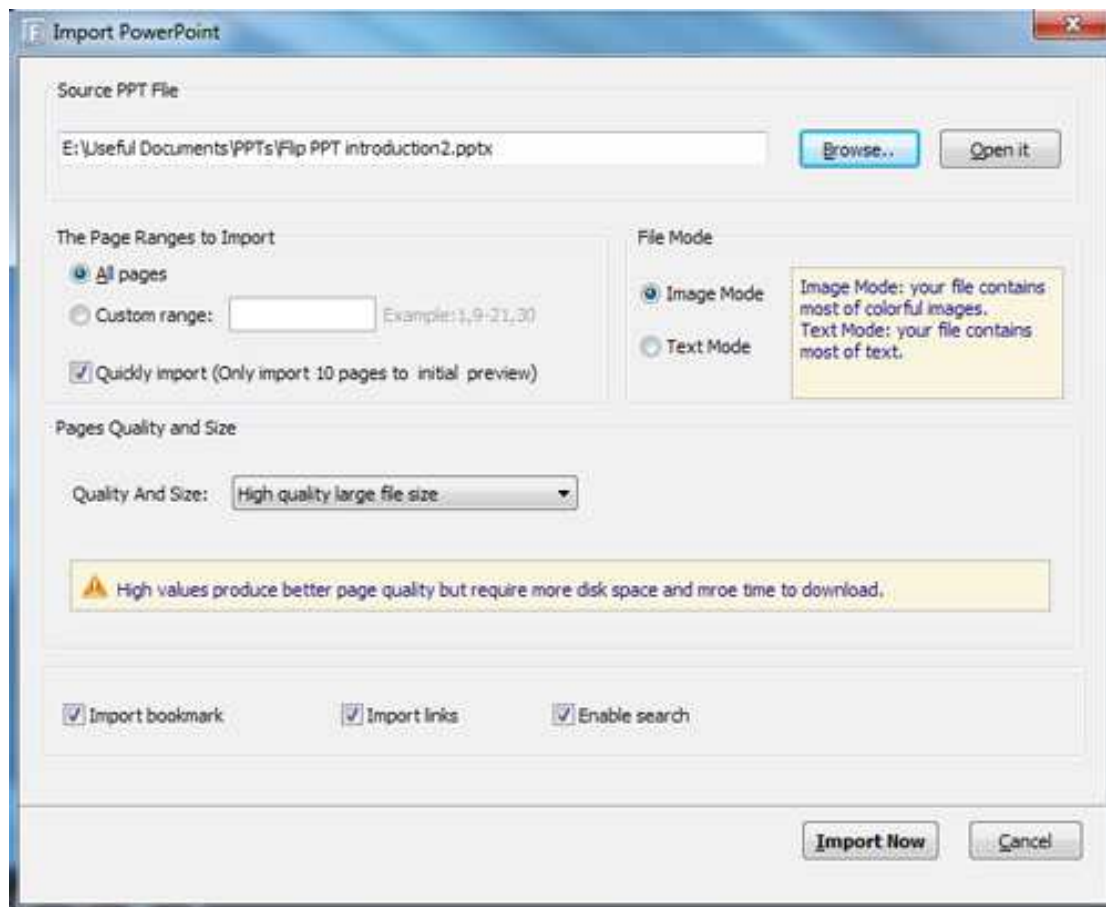 Import PowerPoint
Source PPT File
E:\Useful Documents\PPTs\Flip PPT introduction2.pptx
Browse..
Open it
The Page Ranges to Import
All pages
Custom range:
Example:1,9-21,30
Quickly import (Only import 10 pages to initial preview)
File Mode
Image Mode
Text Mode
Image Mode: your file contains
most of colorful images.
Text Mode: your file contains
most of text.
Pages Quality and Size
Quality And Size:
High quality large file size
High values produce better page quality but require more disk space and mroe time to download.
Import bookmark
Import links
Enable search
Import Now
Cancel